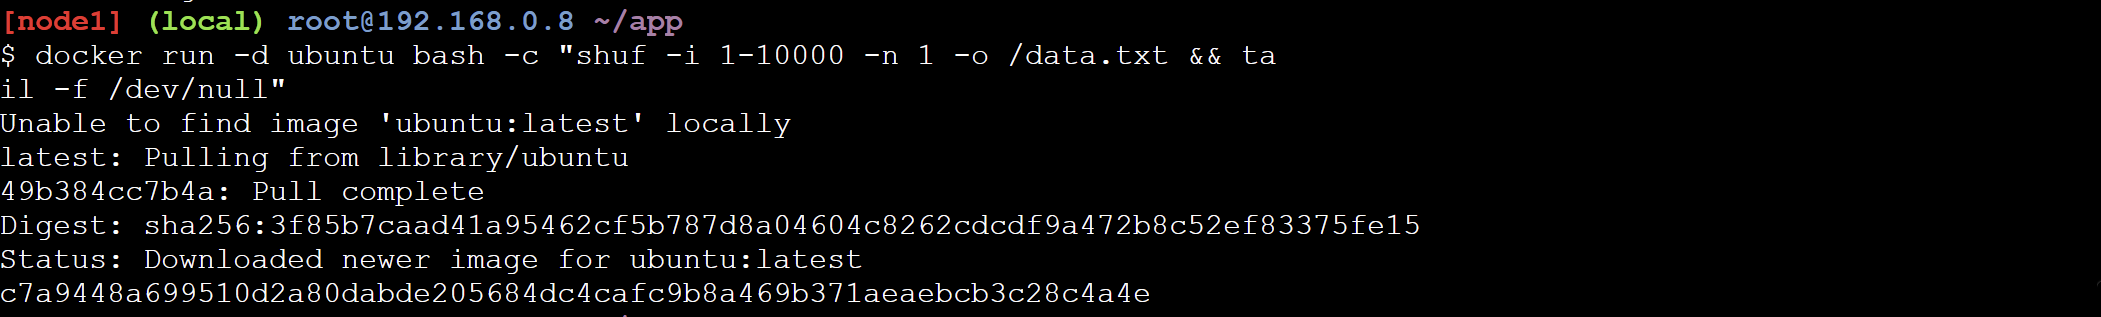 [node1] (local) root@192.168.0.8 ~/app
$ docker run -d ubuntu bash -c "shuf -i 1-10000 -n 1 -o /data.txt && ta
il -f /dev/null"
Unable to find image 'ubuntu:latest' locally
latest: Pulling from library/ubuntu
49b384cc7b4a: Pull complete
Digest: sha256:3f85b7caad41a95462cf5b787d8a04604c8262cdcdf9a472b8c52ef83375fe15
Status: Downloaded newer image for ubuntu:latest
c7a9448a699510d2a80dabde205684dc4cafc9b8a469b371aeaebcb3c28c4a4e